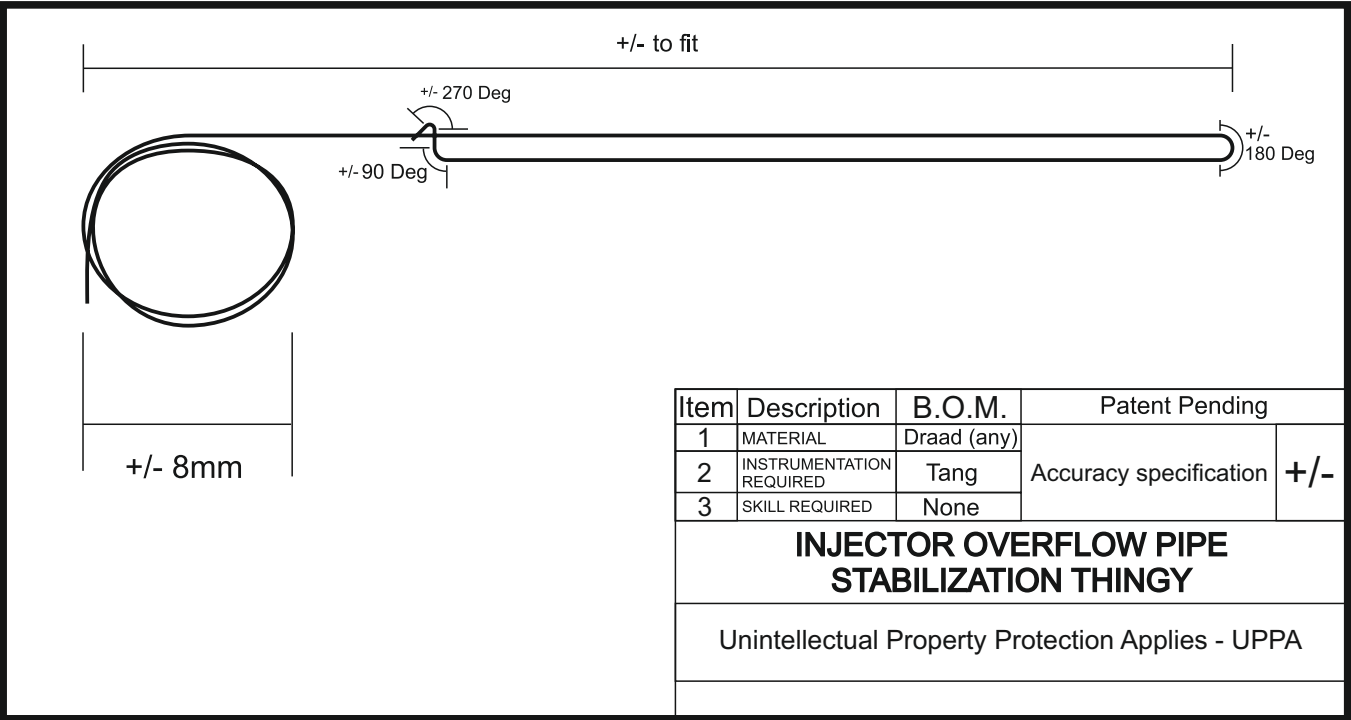 +/- to fit
+/- 270 Deg
+/-
180 Deg
+/- 90 Deg
+/- 8mm
Item Description B.O.M. Patent Pending
1 MATERIAL Draad (any)
2 INSTRUMENTATION REQUIRED Tang Accuracy specification +/-
3 SKILL REQUIRED None
INJECTOR OVERFLOW PIPE
STABILIZATION THINGY
Unintellectual Property Protection Applies - UPPA